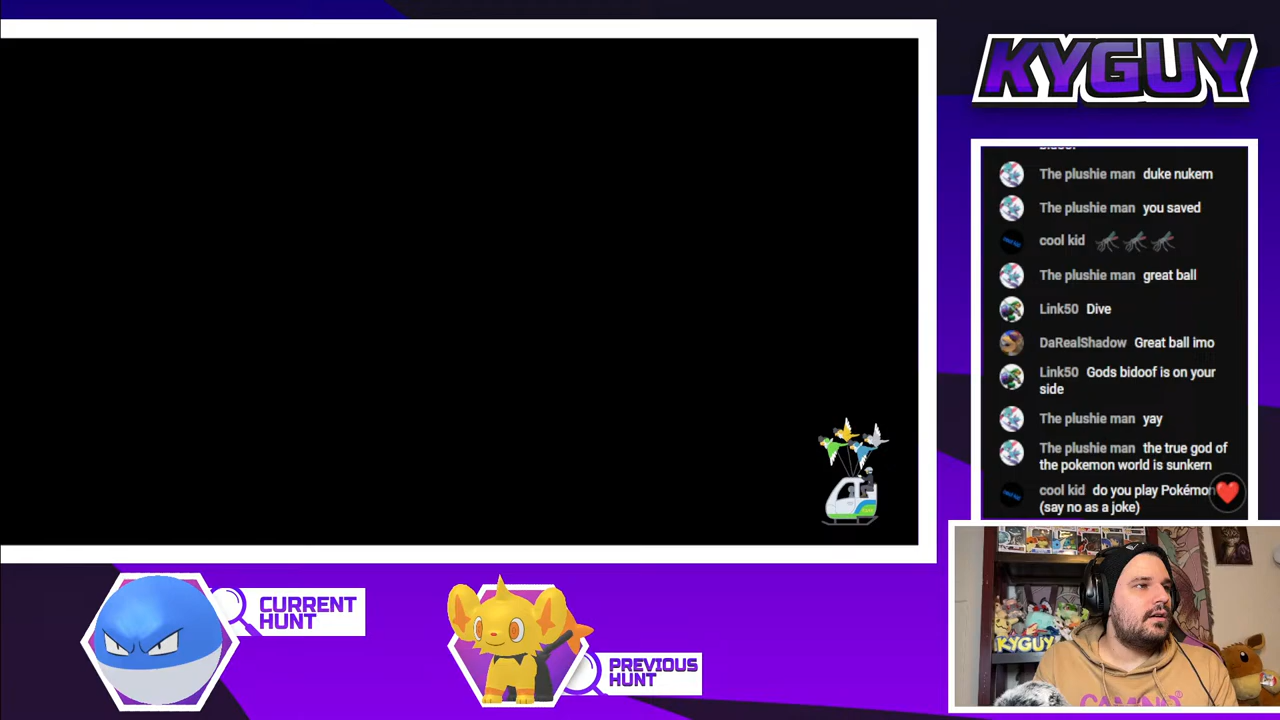 KYGUY
The plushie man duke nukem
The plushie man you saved
cool kid
The plushie man great ball
Link50 Dive
DaRealShadow Great ball imo
Link50 Gods bidoof is on your
side
The plushie man yay
The plushie man the true god of
the pokemon world is sunkern
cool kid do you play Pokémon
(say no as a joke)
KYGUY
CURRENT
HUNT
PREVIOUS
HUNT